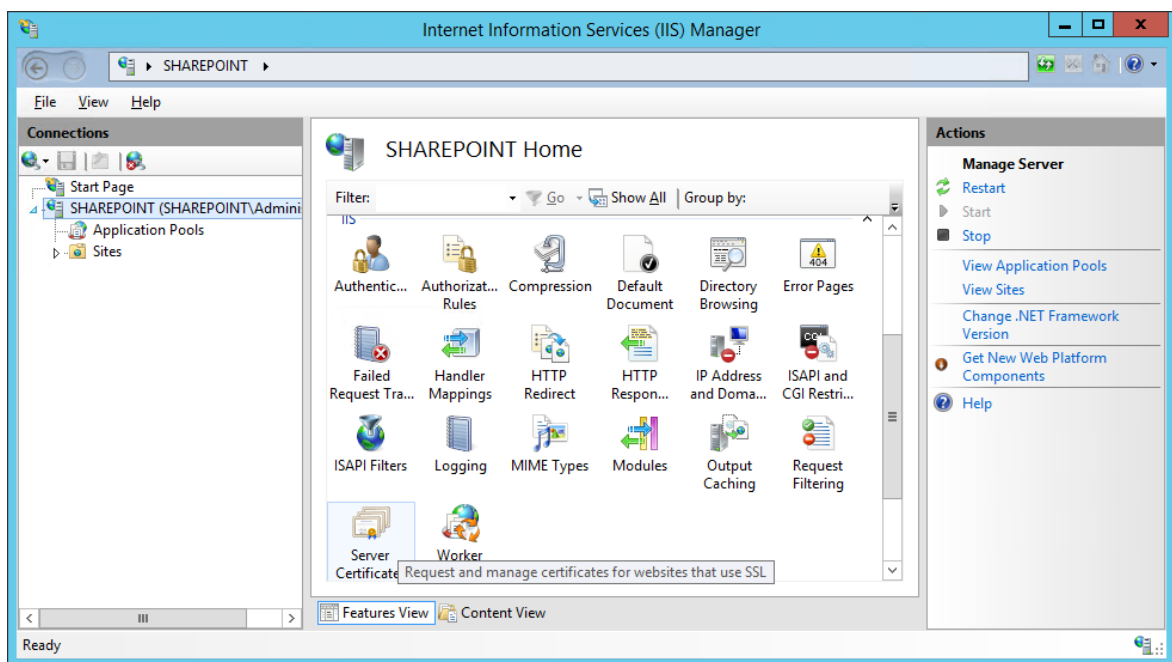 Internet Information Services (IIS) Manager
SHAREPOINT
File View Help
Connections
Start Page
SHAREPOINT (SHAREPOINT\Admini
Application Pools
Sites
SHAREPOINT Home
Filter: Go Show All Group by:
IIS
Authentic... Authorizat... Compression Default Directory Error Pages
Rules Document Browsing
404
CGI
Failed Handler HTTP HTTP IP Address ISAPI and
Request Tra... Mappings Redirect Respon... and Doma... CGI Restri...
ISAPI Filters Logging MIME Types Modules Output Request
Caching Filtering
Server Worker
Certificate
Request and manage certificates for websites that use SSL
Features View Content View
Actions
Manage Server
Restart
Start
Stop
View Application Pools
View Sites
Change .NET Framework
Version
Get New Web Platform
Components
Help
Ready